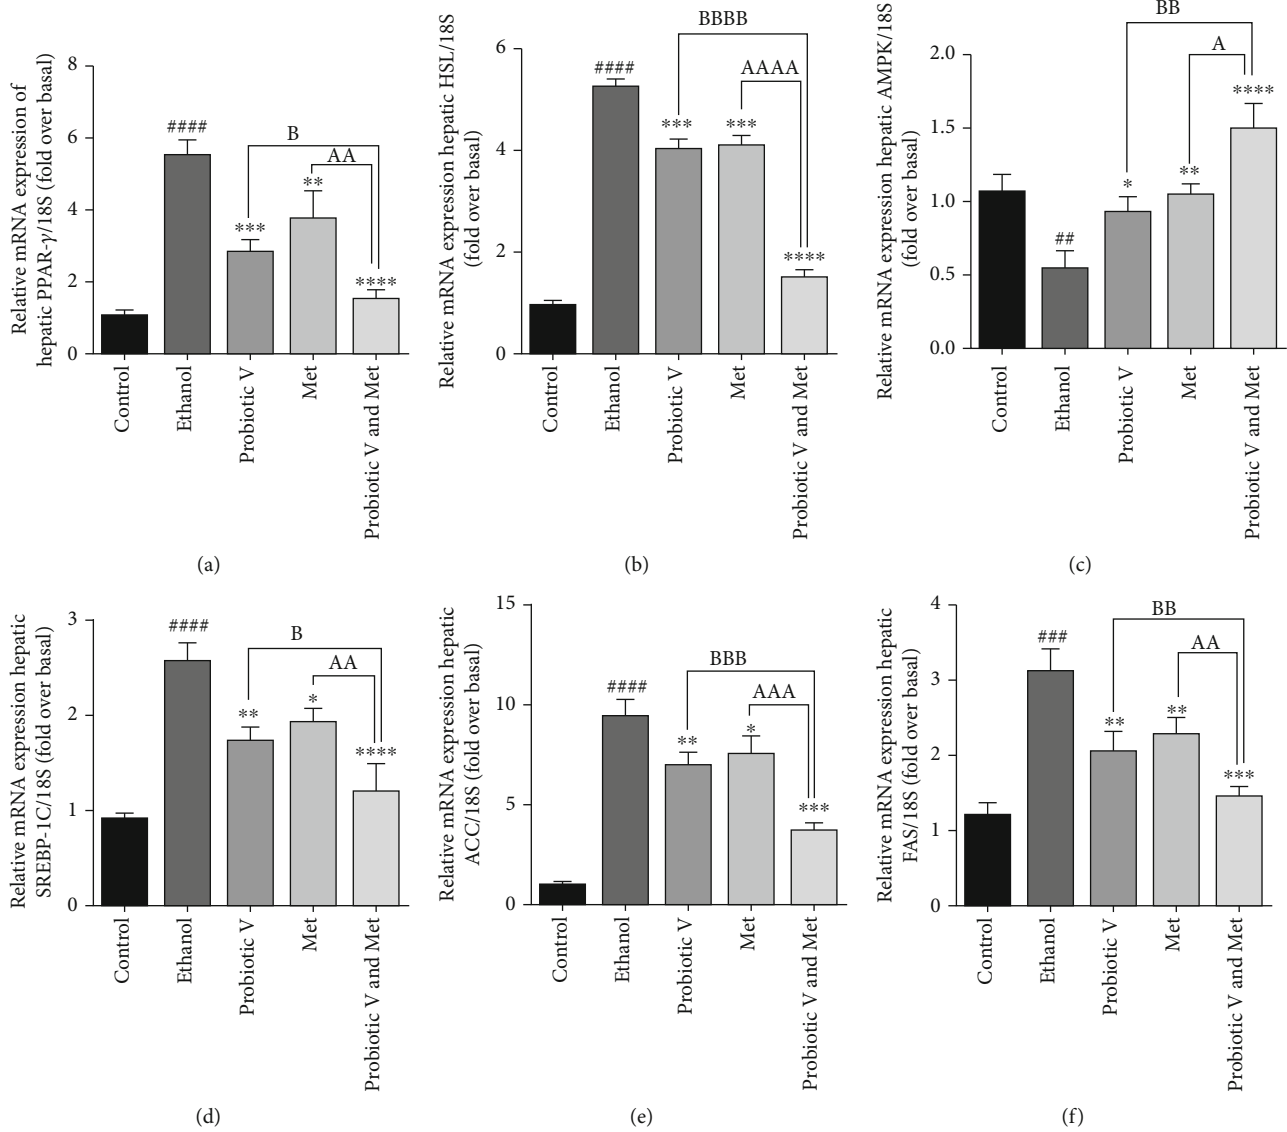 Relative mRNA expression of
hepatic PPAR-γ/18S (fold over basal)
8
6
4
2
0
####
***
**
****
B
AA
Control
Ethanol
Probiotic V
Met
Probiotic V and Met
(a)
Relative mRNA expression hepatic HSL/18S
(fold over basal)
6
4
2
0
####
***
***
****
BBBB
AAAA
Control
Ethanol
Probiotic V
Met
Probiotic V and Met
(b)
Relative mRNA expression hepatic AMPK/18S
(fold over basal)
2.0
1.5
1.0
0.5
0.0
##
*
**
****
BB
A
Control
Ethanol
Probiotic V
Met
Probiotic V and Met
(c)
Relative mRNA expression hepatic
SREBP-1C/18S (fold over basal)
3
2
1
0
####
**
*
****
B
AA
Control
Ethanol
Probiotic V
Met
Probiotic V and Met
(d)
Relative mRNA expression hepatic
ACC/18S (fold over basal)
15
10
5
0
####
**
*
***
BBB
AAA
Control
Ethanol
Probiotic V
Met
Probiotic V and Met
(e)
Relative mRNA expression hepatic
FAS/18S (fold over basal)
4
3
2
1
0
###
**
**
***
BB
AA
Control
Ethanol
Probiotic V
Met
Probiotic V and Met
(f)